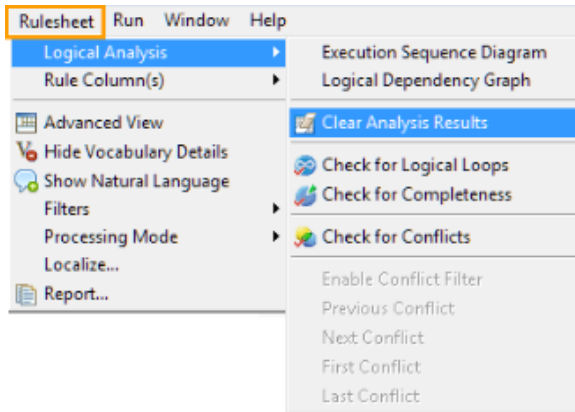 Rulesheet Run Window Help
Logical Analysis
Rule Column(s)
Advanced View
Hide Vocabulary Details
Show Natural Language
Filters
Processing Mode
Localize...
Report...
Execution Sequence Diagram
Logical Dependency Graph
Clear Analysis Results
Check for Logical Loops
Check for Completeness
Check for Conflicts
Enable Conflict Filter
Previous Conflict
Next Conflict
First Conflict
Last Conflict